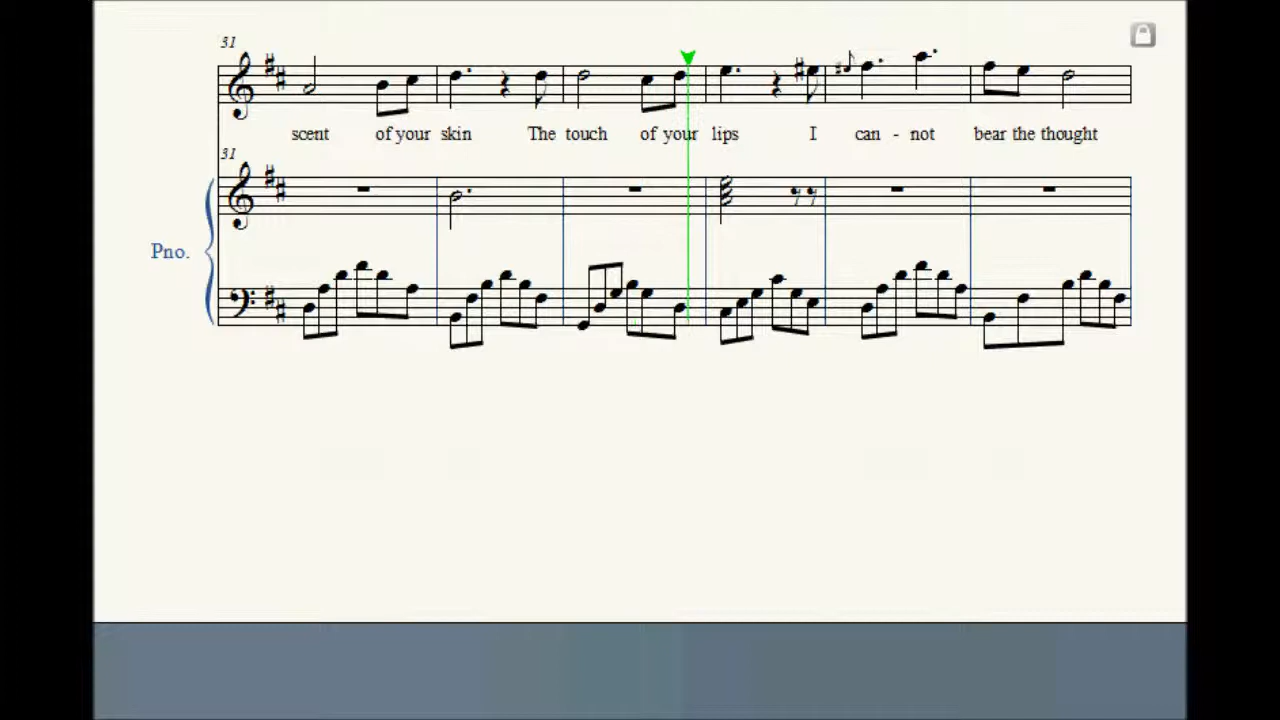 31
scent of your skin The touch of your lips I can - not bear the thought
31
Pno.